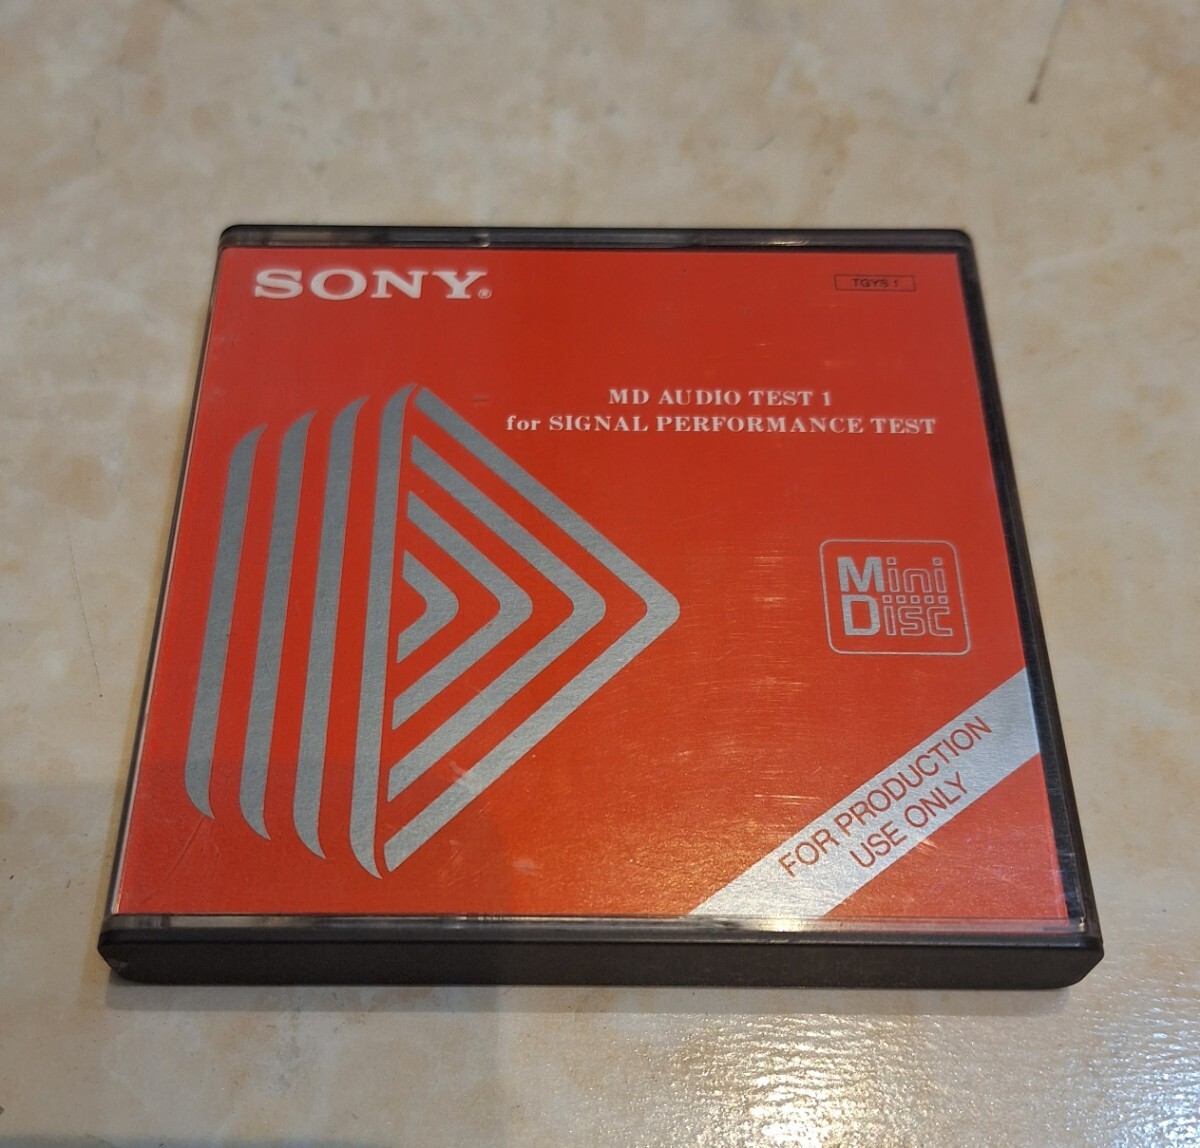 SONY®
TGYS 1
MD AUDIO TEST 1
for SIGNAL PERFORMANCE TEST
Mini
Disc
FOR PRODUCTION
USE ONLY